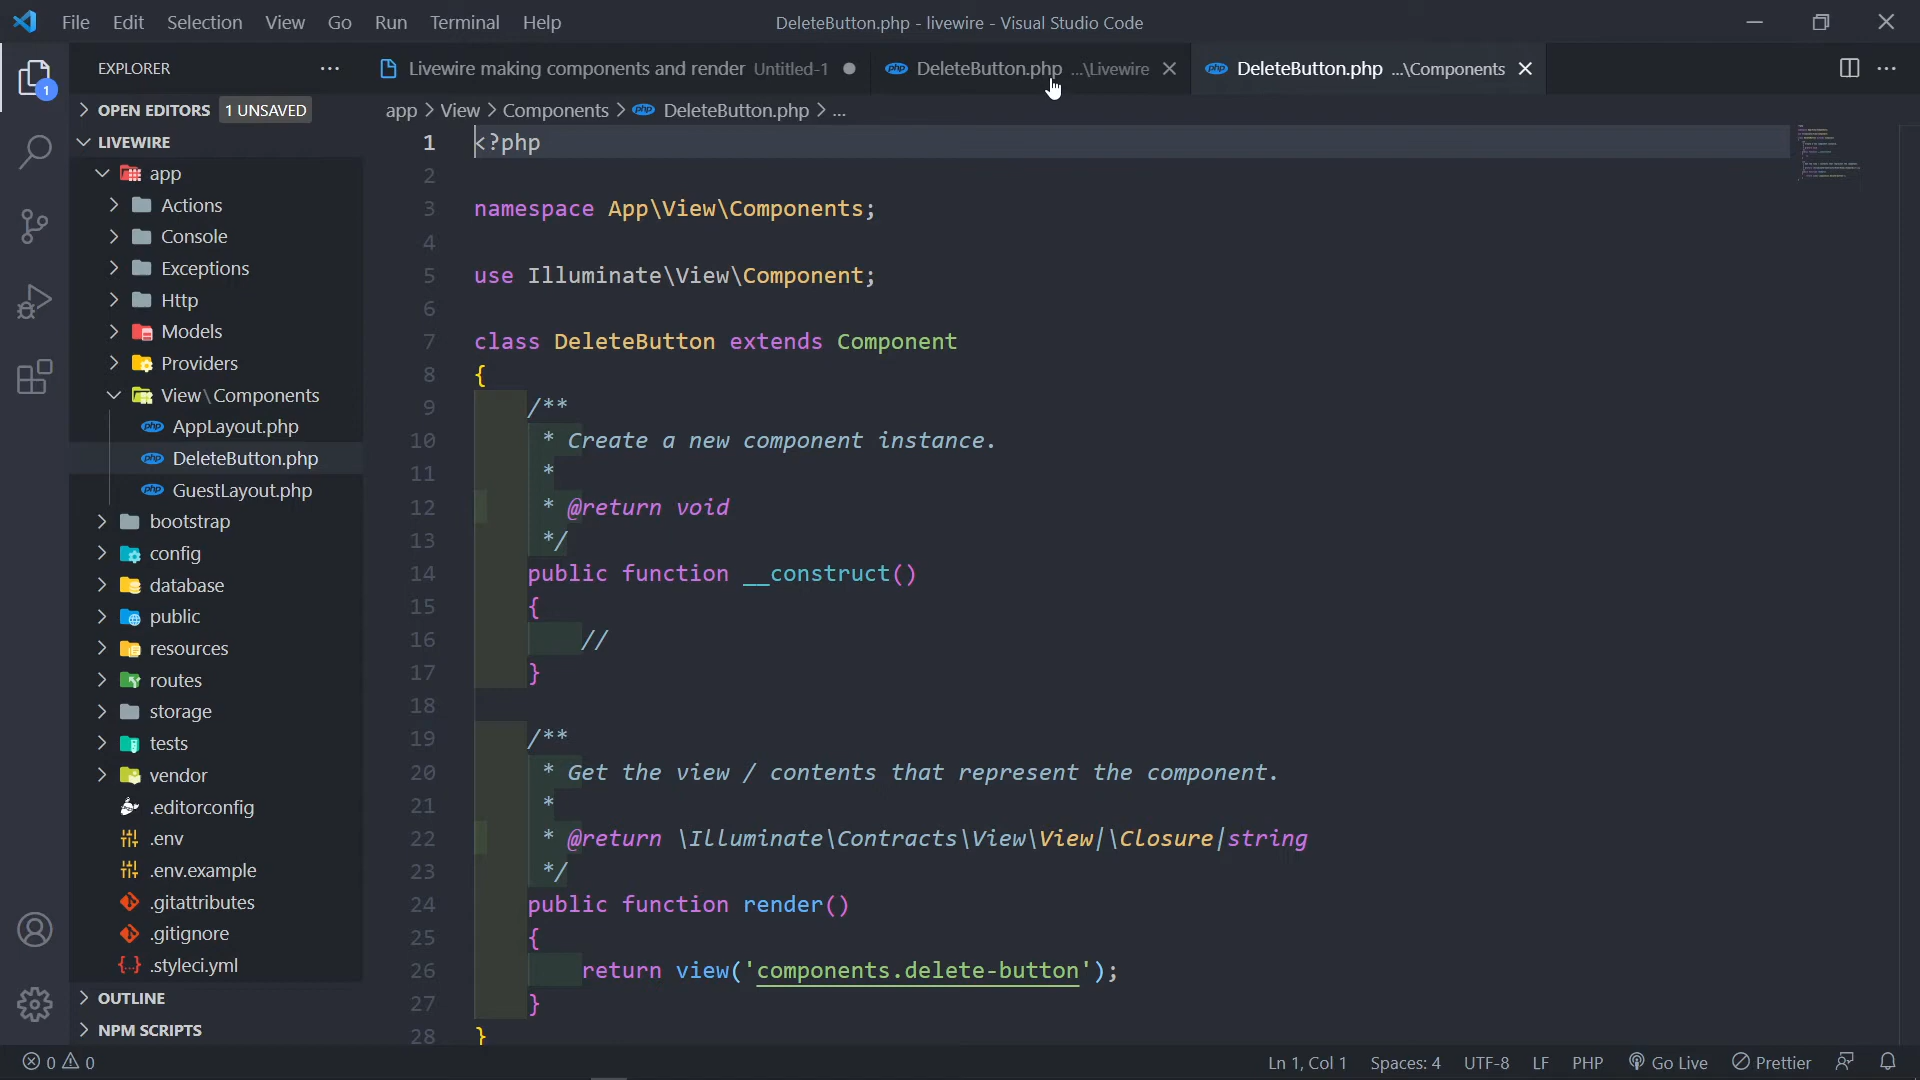 File Edit Selection View Go Run Terminal Help
DeleteButton.php - livewire - Visual Studio Code
1
EXPLORER
Livewire making components and render Untitled-1
DeleteButton.php ...\Livewire
DeleteButton.php ...\Components
OPEN EDITORS 1 UNSAVED
app > View > Components > DeleteButton.php > ...
LIVEWIRE
app
Actions
Console
Exceptions
Http
Models
Providers
View\Components
AppLayout.php
DeleteButton.php
GuestLayout.php
bootstrap
config
database
public
resources
routes
storage
tests
vendor
.editorconfig
.env
.env.example
.gitattributes
.gitignore
.styleci.yml
OUTLINE
NPM SCRIPTS
1 <?php
2
3 namespace App\View\Components;
4
5 use Illuminate\View\Component;
6
7 class DeleteButton extends Component
8 {
9 /**
10 * Create a new component instance.
11 *
12 * @return void
13 */
14 public function __construct()
15 {
16 //
17 }
18
19 /**
20 * Get the view / contents that represent the component.
21 *
22 * @return \Illuminate\Contracts\View\View|\Closure|string
23 */
24 public function render()
25 {
26 return view('components.delete-button');
27 }
28 }
0 0
Ln 1, Col 1 Spaces: 4 UTF-8 LF PHP Go Live Prettier